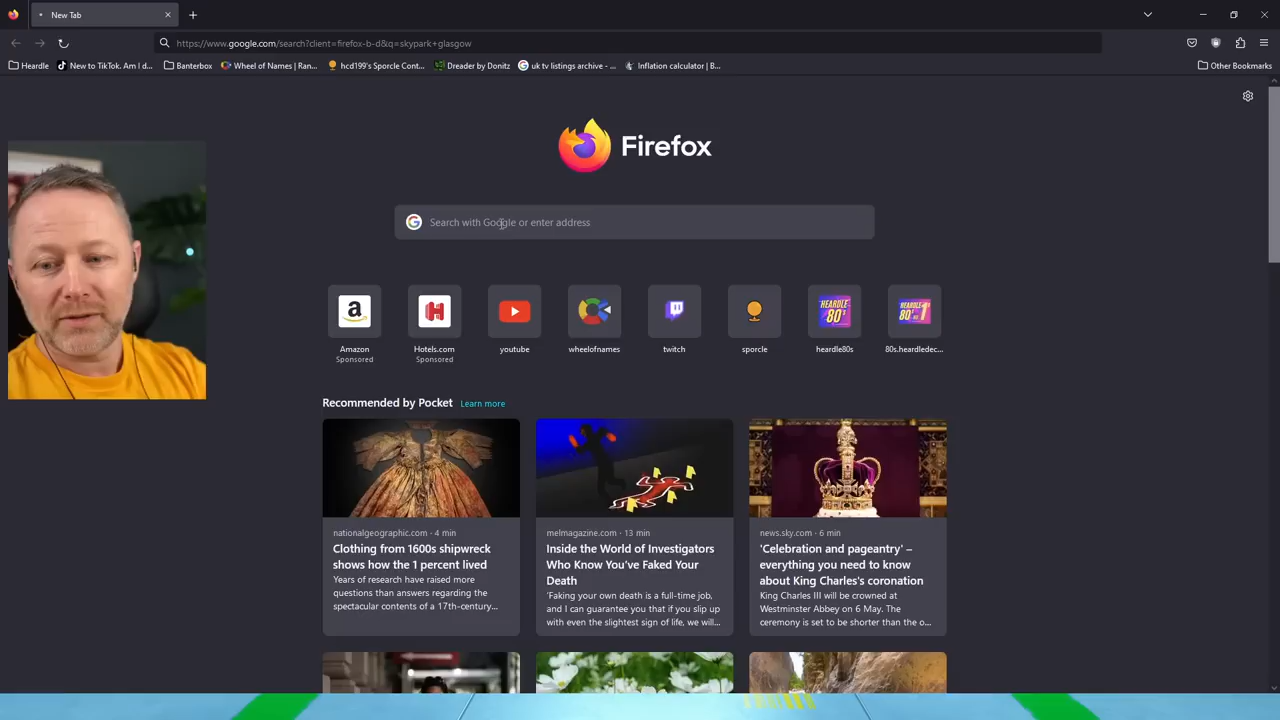 New Tab
https://www.google.com/search?client=firefox-b-d&q=skypark+glasgow
Heardle
New to TikTok. Am I d...
Banterbox
Wheel of Names | Ran...
hcd199's Sporcle Cont...
Dreader by Donitz
uk tv listings archive - ...
Inflation calculator | B...
Other Bookmarks
Firefox
Search with Google or enter address
Amazon
Sponsored
Hotels.com
Sponsored
youtube
wheelofnames
twitch
sporcle
HEARDLE
80's
heardle80s
HEARDLE
80's
80s.heardledec...
Recommended by Pocket Learn more
nationalgeographic.com · 4 min
Clothing from 1600s shipwreck
shows how the 1 percent lived
Years of research have raised more
questions than answers regarding the
spectacular contents of a 17th-century...
melmagazine.com · 13 min
Inside the World of Investigators
Who Know You've Faked Your
Death
'Faking your own death is a full-time job,
and I can guarantee you that if you slip up
with even the slightest sign of life, we will...
news.sky.com · 6 min
'Celebration and pageantry' –
everything you need to know
about King Charles's coronation
King Charles III will be crowned at
Westminster Abbey on 6 May. The
ceremony is set to be shorter than the o...